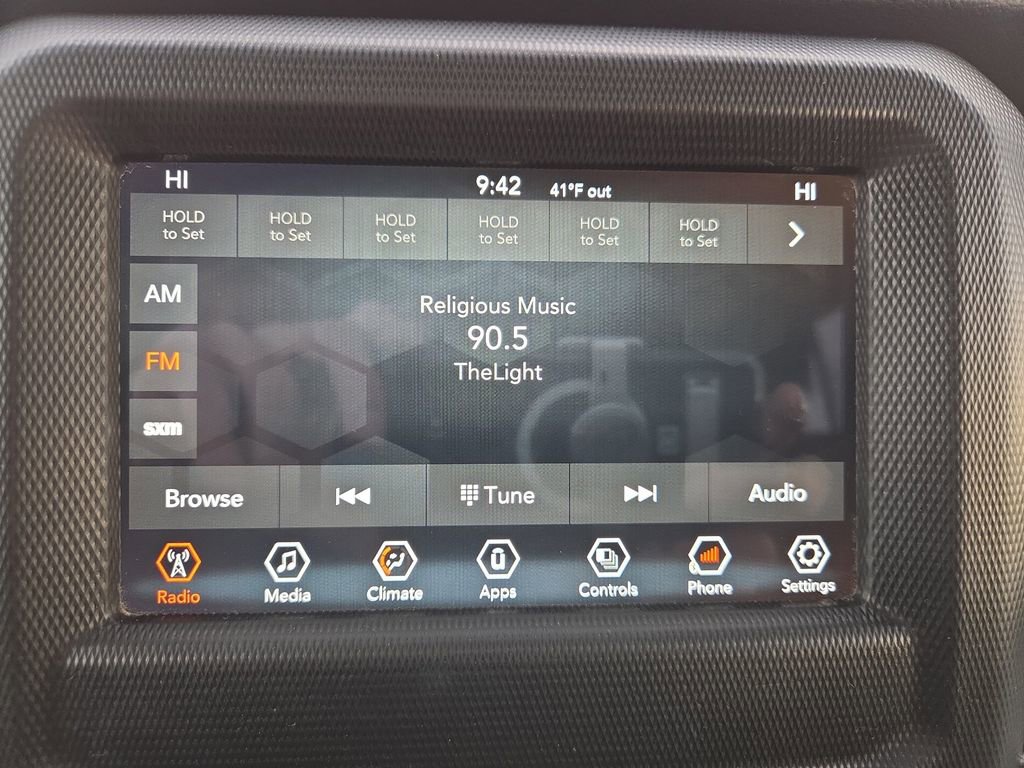 HI 9:42 41°F out HI
HOLD HOLD HOLD HOLD HOLD HOLD
to Set to Set to Set to Set to Set to Set
AM
Religious Music
90.5
FM
TheLight
sxm
Browse Tune Audio
Radio Media Climate Apps Controls Phone Settings